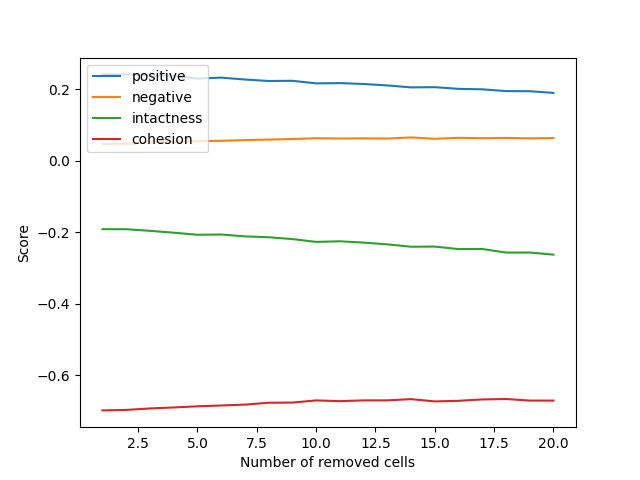 positive
negative
intactness
cohesion
0.2
0.0
−0.2
−0.4
−0.6
Score
2.5 5.0 7.5 10.0 12.5 15.0 17.5 20.0
Number of removed cells